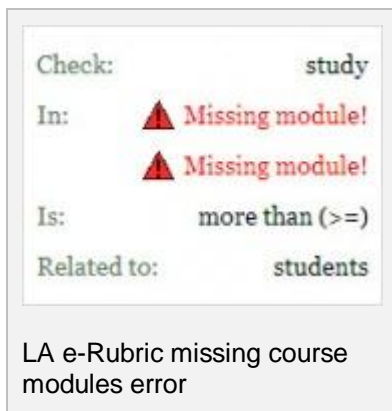 Check: study
In: Missing module!
Missing module!
Is: more than (>=)
Related to: students
LA e-Rubric missing course
modules error